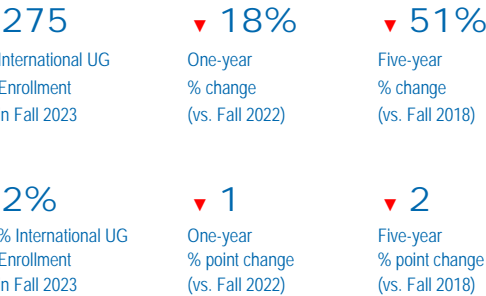 275 ▼ 18% ▼ 51%
International UG One-year Five-year
Enrollment % change % change
in Fall 2023 (vs. Fall 2022) (vs. Fall 2018)
2% ▼ 1 ▼ 2
% International UG One-year Five-year
Enrollment % point change % point change
in Fall 2023 (vs. Fall 2022) (vs. Fall 2018)